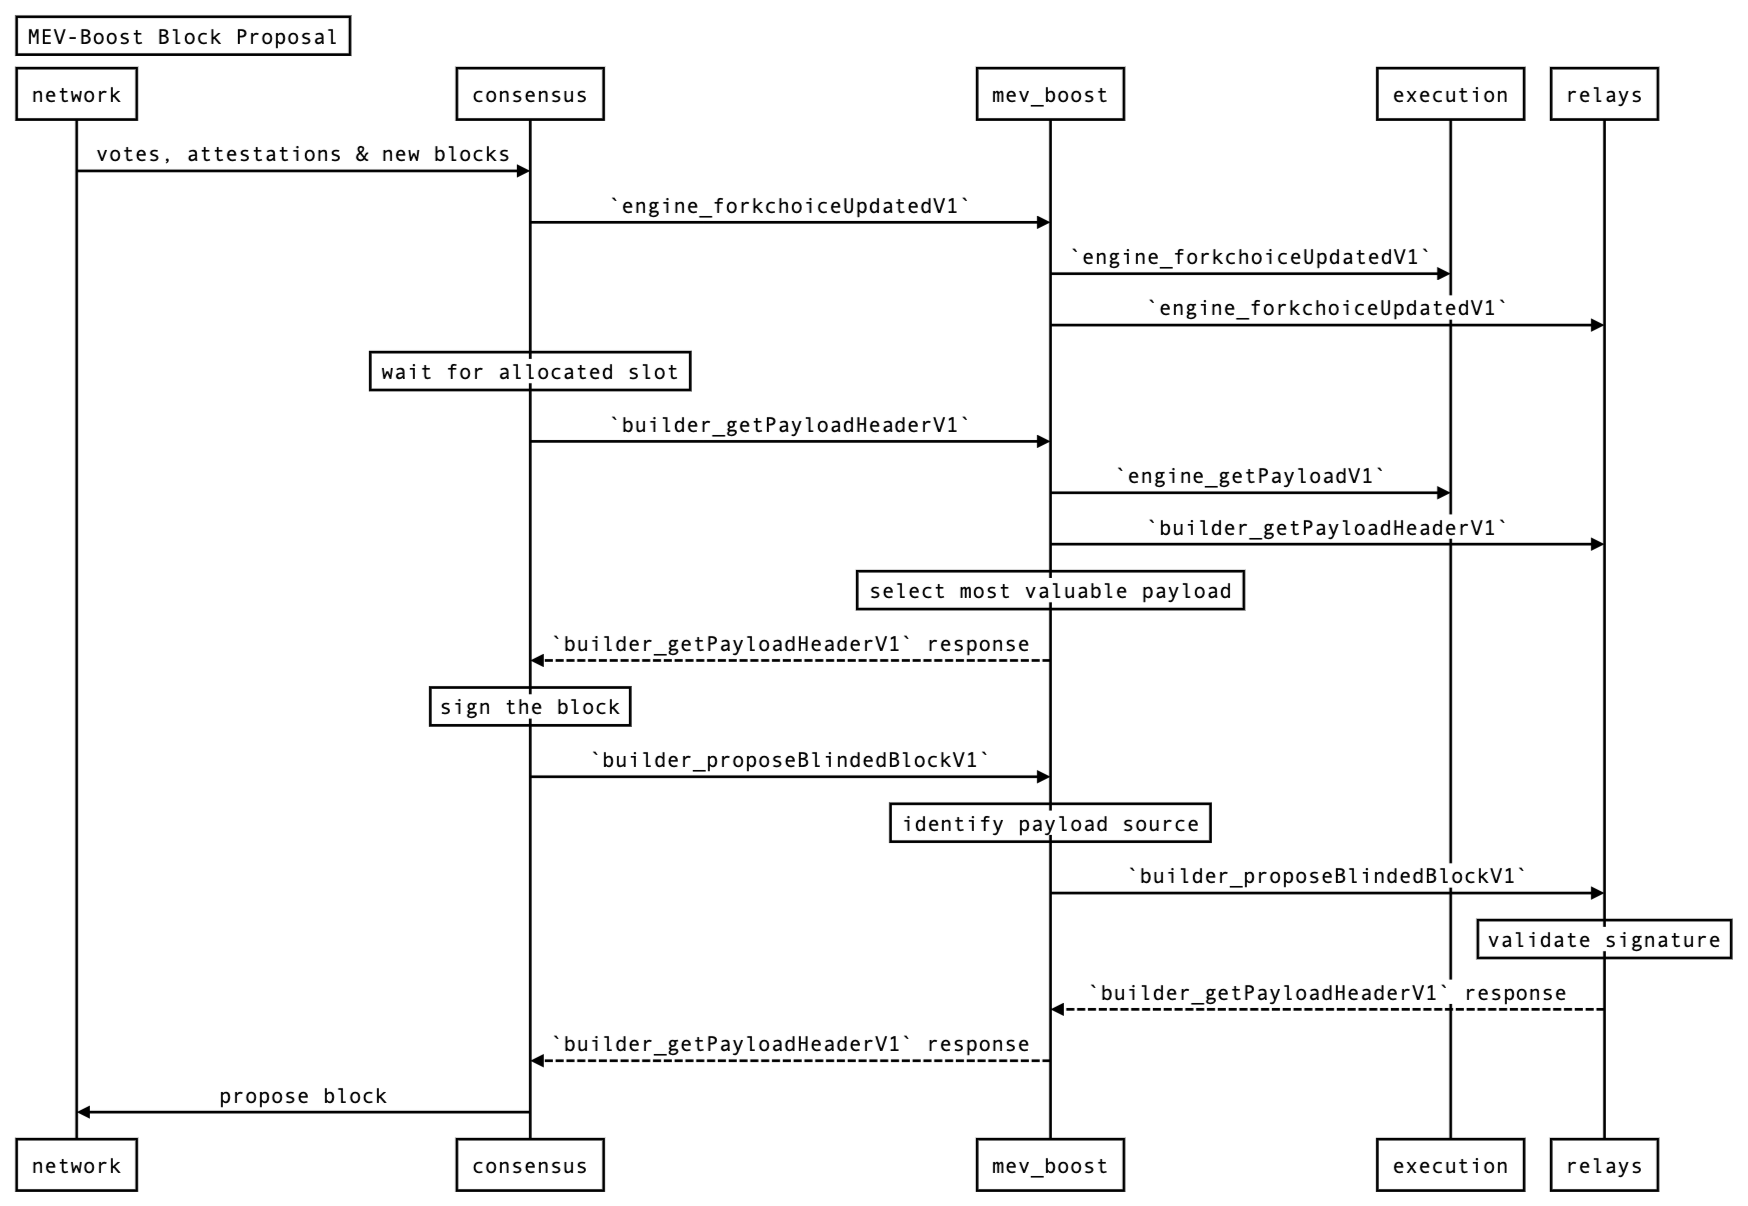 MEV-Boost Block Proposal
network
consensus
mev_boost
execution
relays
votes, attestations & new blocks
`engine_forkchoiceUpdatedV1`
`engine_forkchoiceUpdatedV1`
`engine_forkchoiceUpdatedV1`
wait for allocated slot
`builder_getPayloadHeaderV1`
`engine_getPayloadV1`
`builder_getPayloadHeaderV1`
select most valuable payload
`builder_getPayloadHeaderV1` response
sign the block
`builder_proposeBlindedBlockV1`
identify payload source
`builder_proposeBlindedBlockV1`
validate signature
`builder_getPayloadHeaderV1` response
`builder_getPayloadHeaderV1` response
propose block
network
consensus
mev_boost
execution
relays